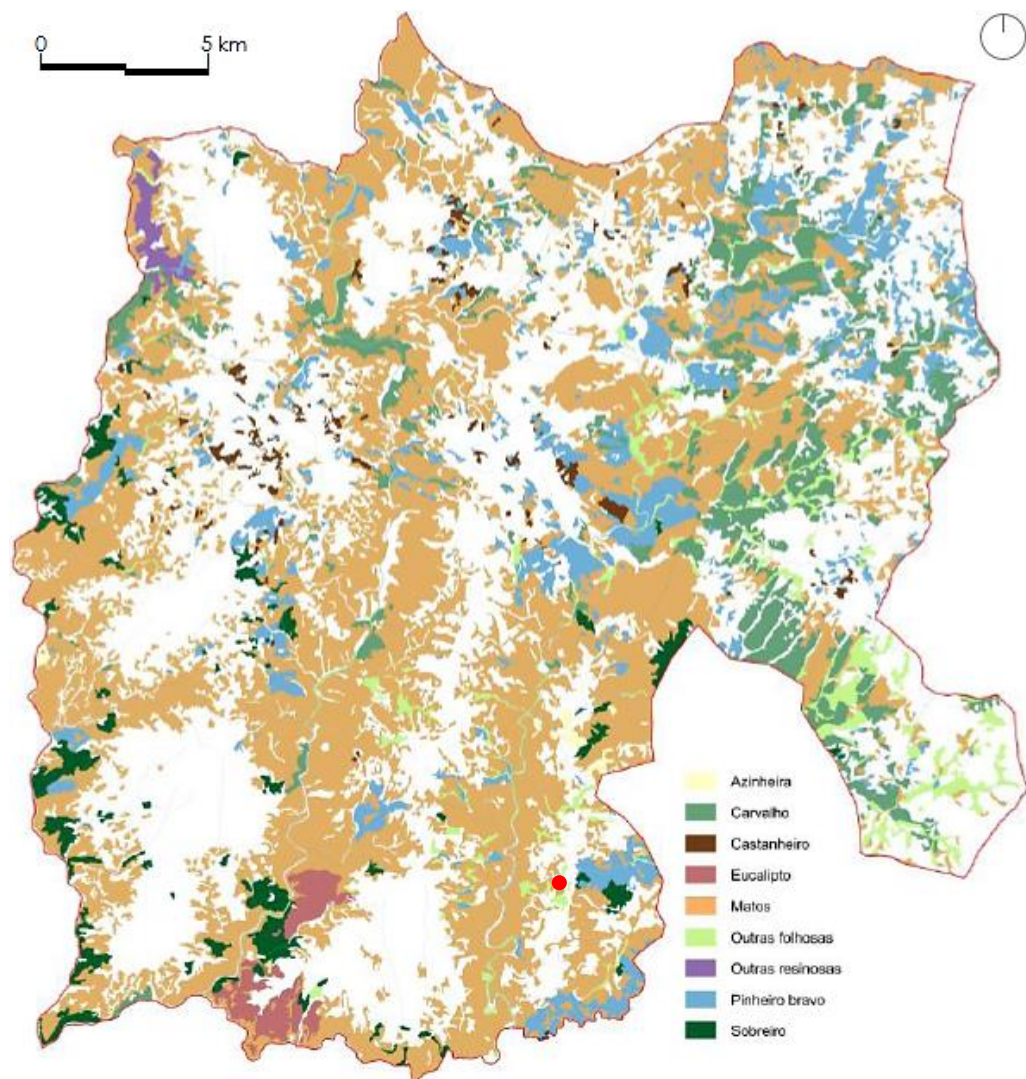 0 5 km
Azinheira
Carvalho
Castanheiro
Eucalipto
Matos
Outras folhosas
Outras resinosas
Pinheiro bravo
Sobreiro